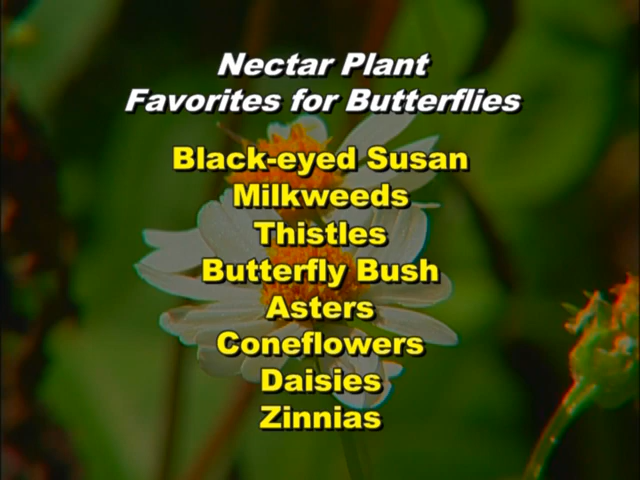 Nectar Plant
Favorites for Butterflies
Black-eyed Susan
Milkweeds
Thistles
Butterfly Bush
Asters
Coneflowers
Daisies
Zinnias